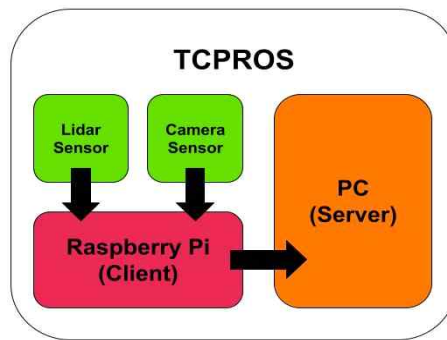 TCPROS
Lidar
Sensor
Camera
Sensor
Raspberry Pi
(Client)
PC
(Server)